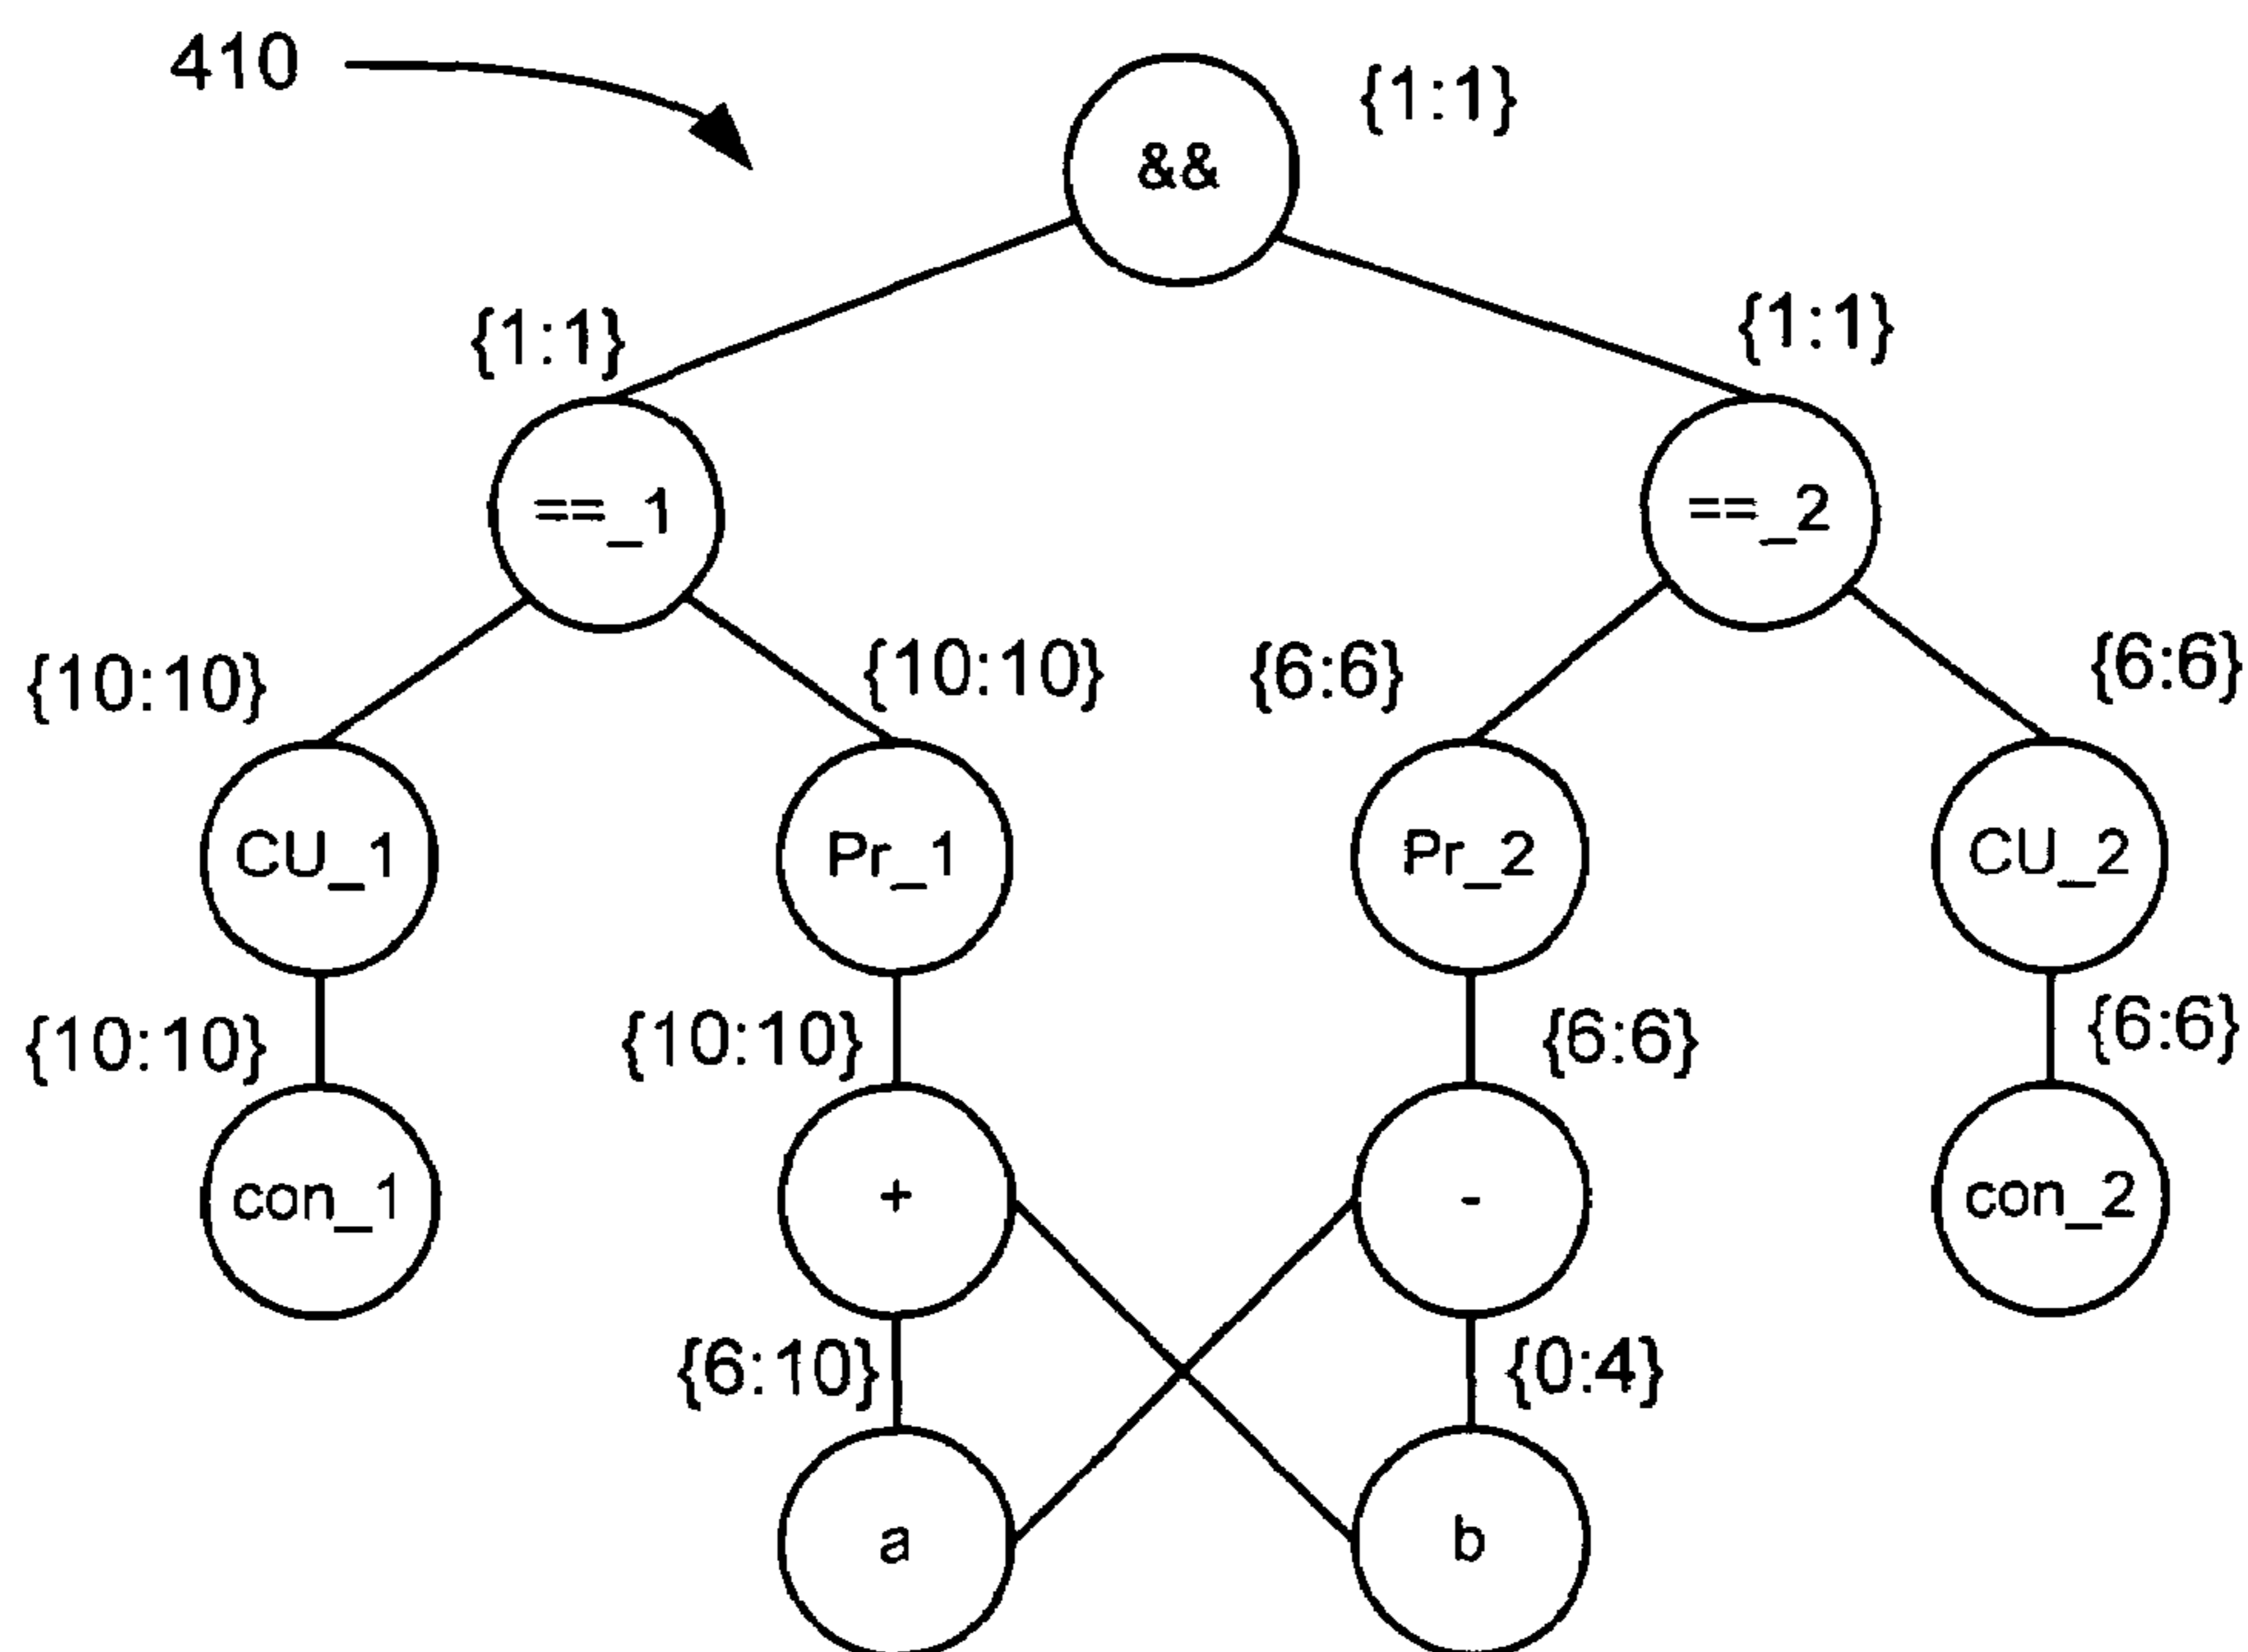 410
{1:1}
&&
{1:1}
{1:1}
==_1
==_2
{10:10}
{10:10}
{6:6}
{6:6}
CU_1
Pr_1
Pr_2
CU_2
{10:10}
{10:10}
{6:6}
{6:6}
con_1
+
-
con_2
{6:10}
{0:4}
a
b